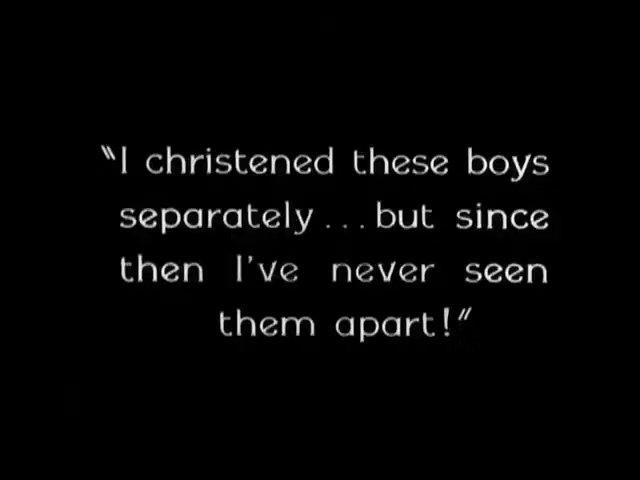 "I christened these boys
separately...but since
then I've never seen
them apart!"